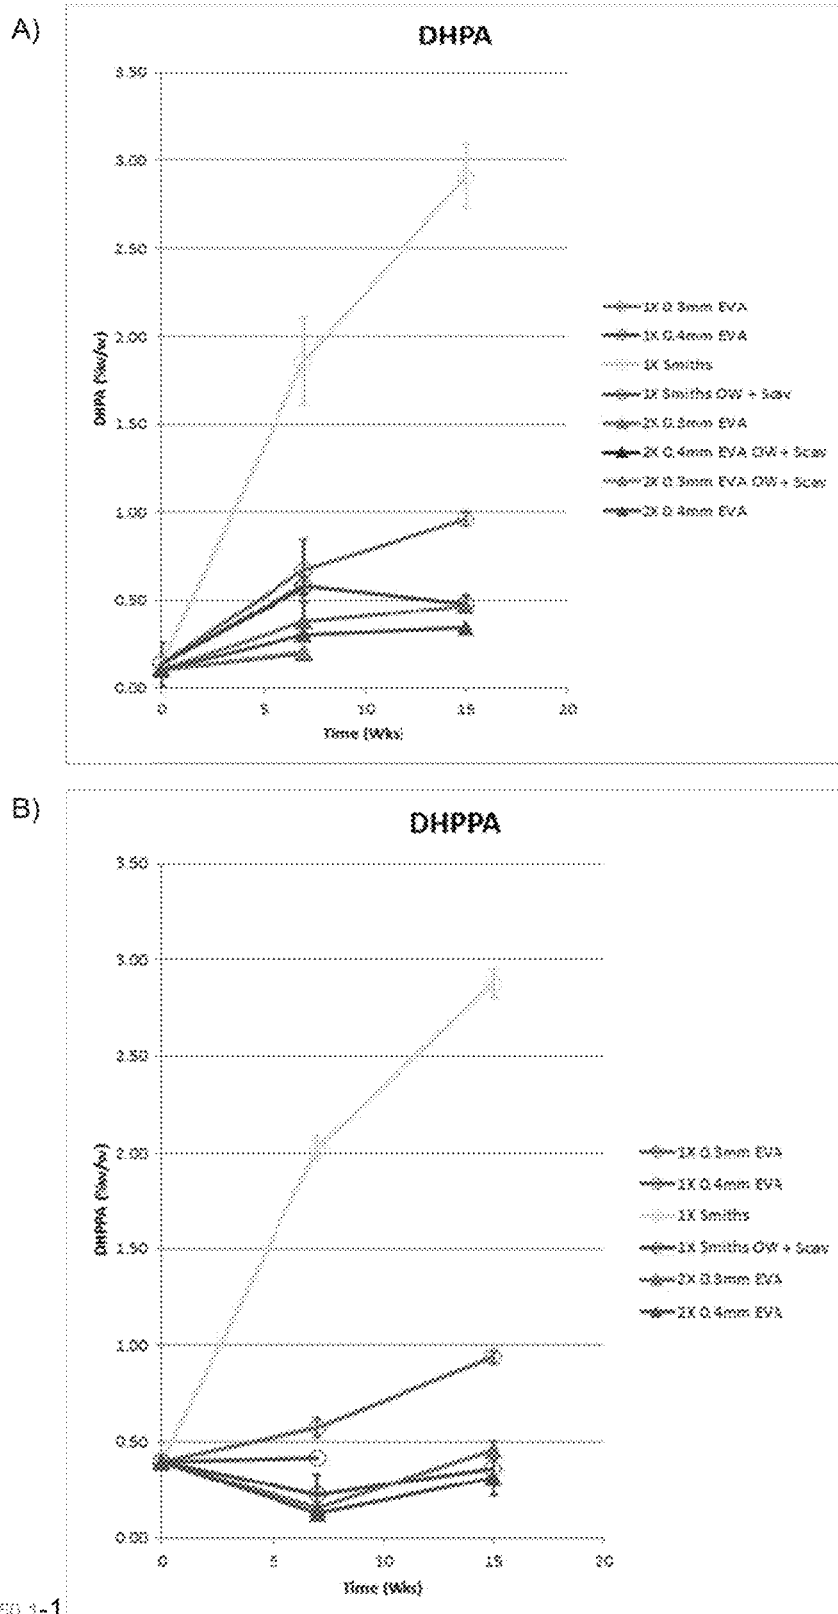 A)
DHPA
3.50
3.00
2.50
2.00
1.50
1.00
0.50
0.00
0 5 10 15 20
DHPA (%w/w)
Time (Wks)
1X 0.3mm EVA
1X 0.4mm EVA
1X Smiths
1X Smiths OW + Scav
2X 0.3mm EVA
2X 0.4mm EVA OW + Scav
2X 0.3mm EVA OW + Scav
2X 0.4mm EVA
B)
DHPPA
3.50
3.00
2.50
2.00
1.50
1.00
0.50
0.00
0 5 10 15 20
DHPPA (%w/w)
Time (Wks)
1X 0.3mm EVA
1X 0.4mm EVA
1X Smiths
1X Smiths OW + Scav
2X 0.3mm EVA
2X 0.4mm EVA